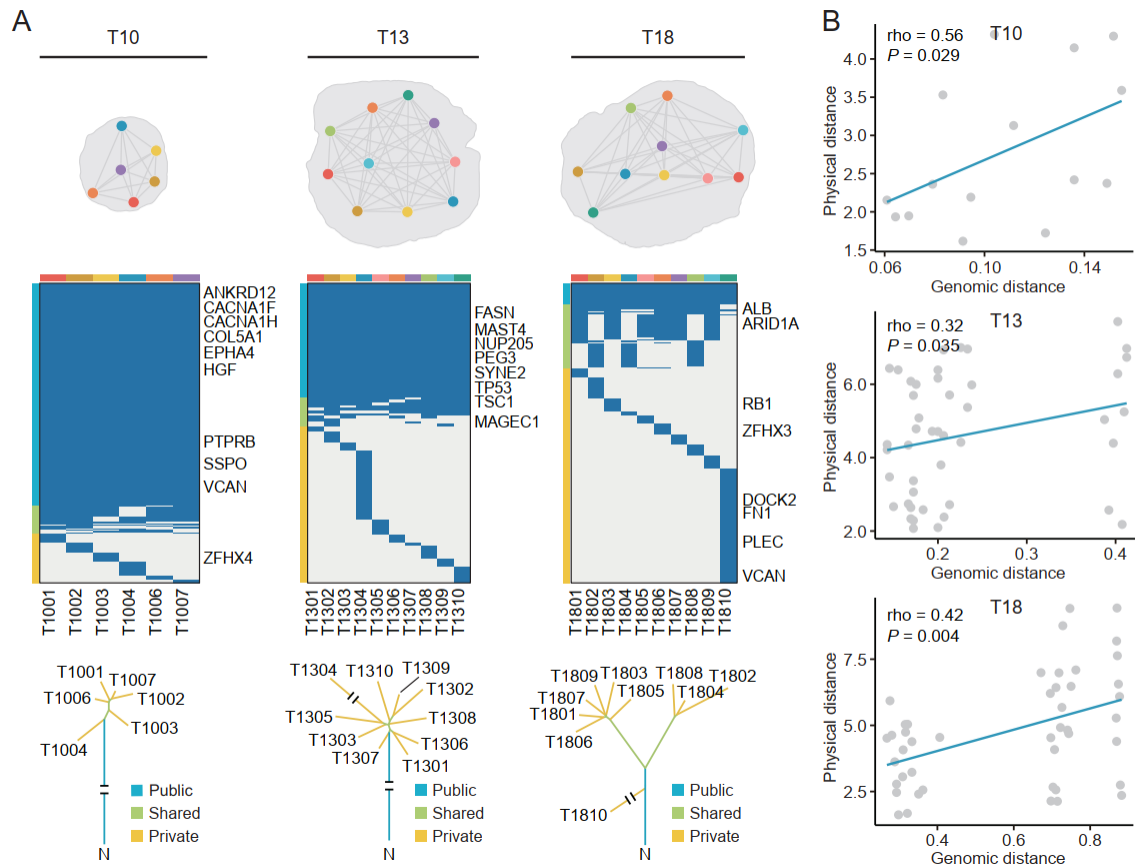 A
T10
T13
T18
ANKRD12
CACNA1F
CACNA1H
COL5A1
EPHA4
HGF
PTPRB
SSPO
VCAN
ZFHX4
T1001
T1002
T1003
T1004
T1006
T1007
FASN
MAST4
NUP205
PEG3
SYNE2
TP53
TSC1
MAGEC1
T1301
T1302
T1303
T1304
T1305
T1306
T1307
T1308
T1309
T1310
ALB
ARID1A
RB1
ZFHX3
DOCK2
FN1
PLEC
VCAN
T1801
T1802
T1803
T1804
T1805
T1806
T1807
T1808
T1809
T1810
T1001
T1007
T1006
T1002
T1003
T1004
Public
Shared
Private
N
T1309
T1304
T1310
T1302
T1305
T1308
T1303
T1306
T1307
T1301
Public
Shared
Private
N
T1803
T1808
T1802
T1809
T1805
T1804
T1807
T1801
T1806
T1810
Public
Shared
Private
N
B
rho = 0.56
P = 0.029
T10
Physical distance
4.0
3.5
3.0
2.5
2.0
1.5
0.06
0.10
0.14
Genomic distance
rho = 0.32
P = 0.035
T13
Physical distance
6.0
4.0
2.0
0.2
0.3
0.4
Genomic distance
rho = 0.42
P = 0.004
T18
Physical distance
7.5
5.0
2.5
0.4
0.6
0.8
Genomic distance